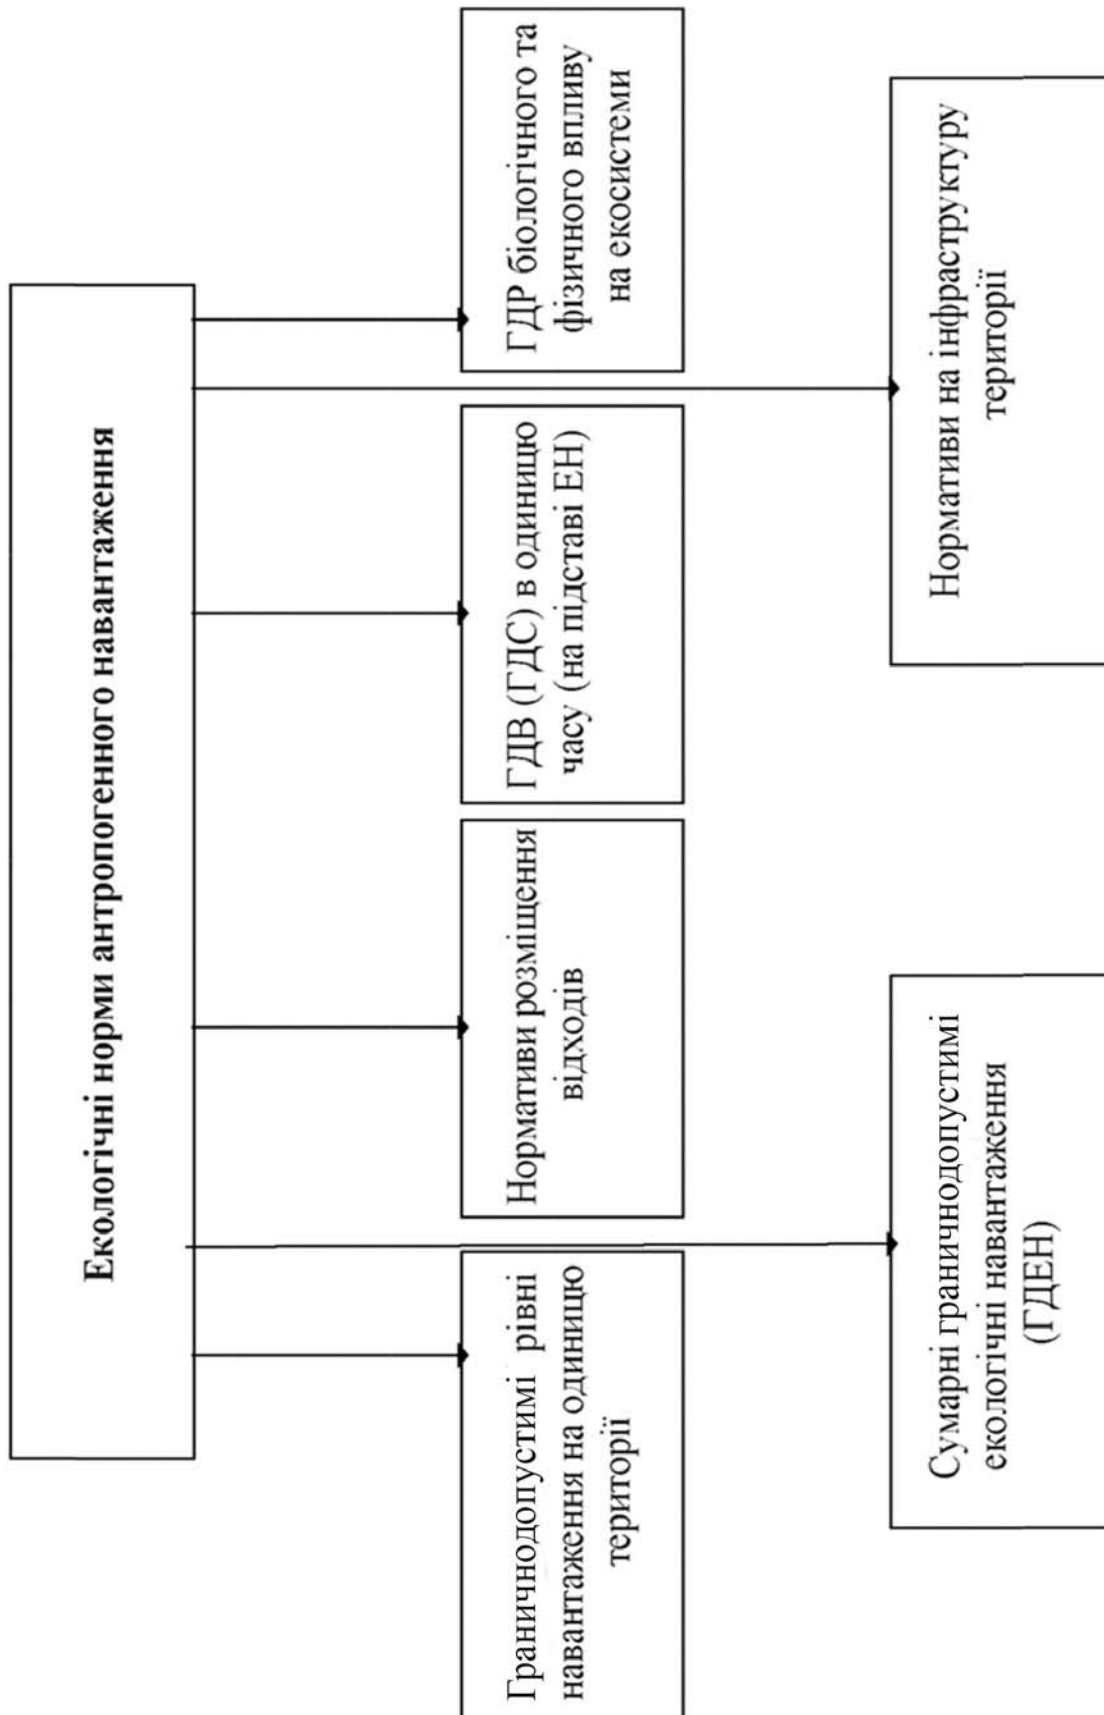 Екологічні норми антропогенного навантаження
Граничнодопустимі рівні
навантаження на одиницю
території
Нормативи розміщення
відходів
ГДВ (ГДС) в одиницю
часу (на підставі ЕН)
ГДР біологічного та
фізичного впливу
на екосистеми
Сумарні граничнодопустимі
екологічні навантаження
(ГДЕН)
Нормативи на інфраструктуру
території